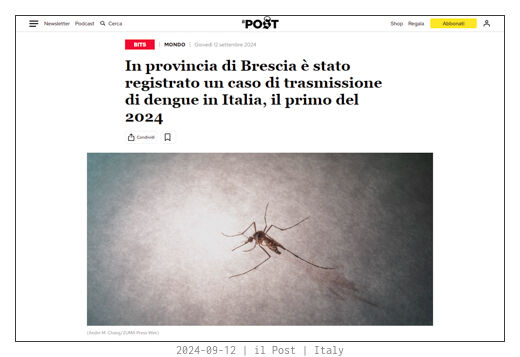 Newsletter Podcast Cerca
il POST
Shop Regala Abbonati
BITS | MONDO | Giovedì 12 settembre 2024
In provincia di Brescia è stato
registrato un caso di trasmissione
di dengue in Italia, il primo del
2024
Condividi
(Andre M. Chang/ZUMA Press Wire)
2024-09-12 | il Post | Italy